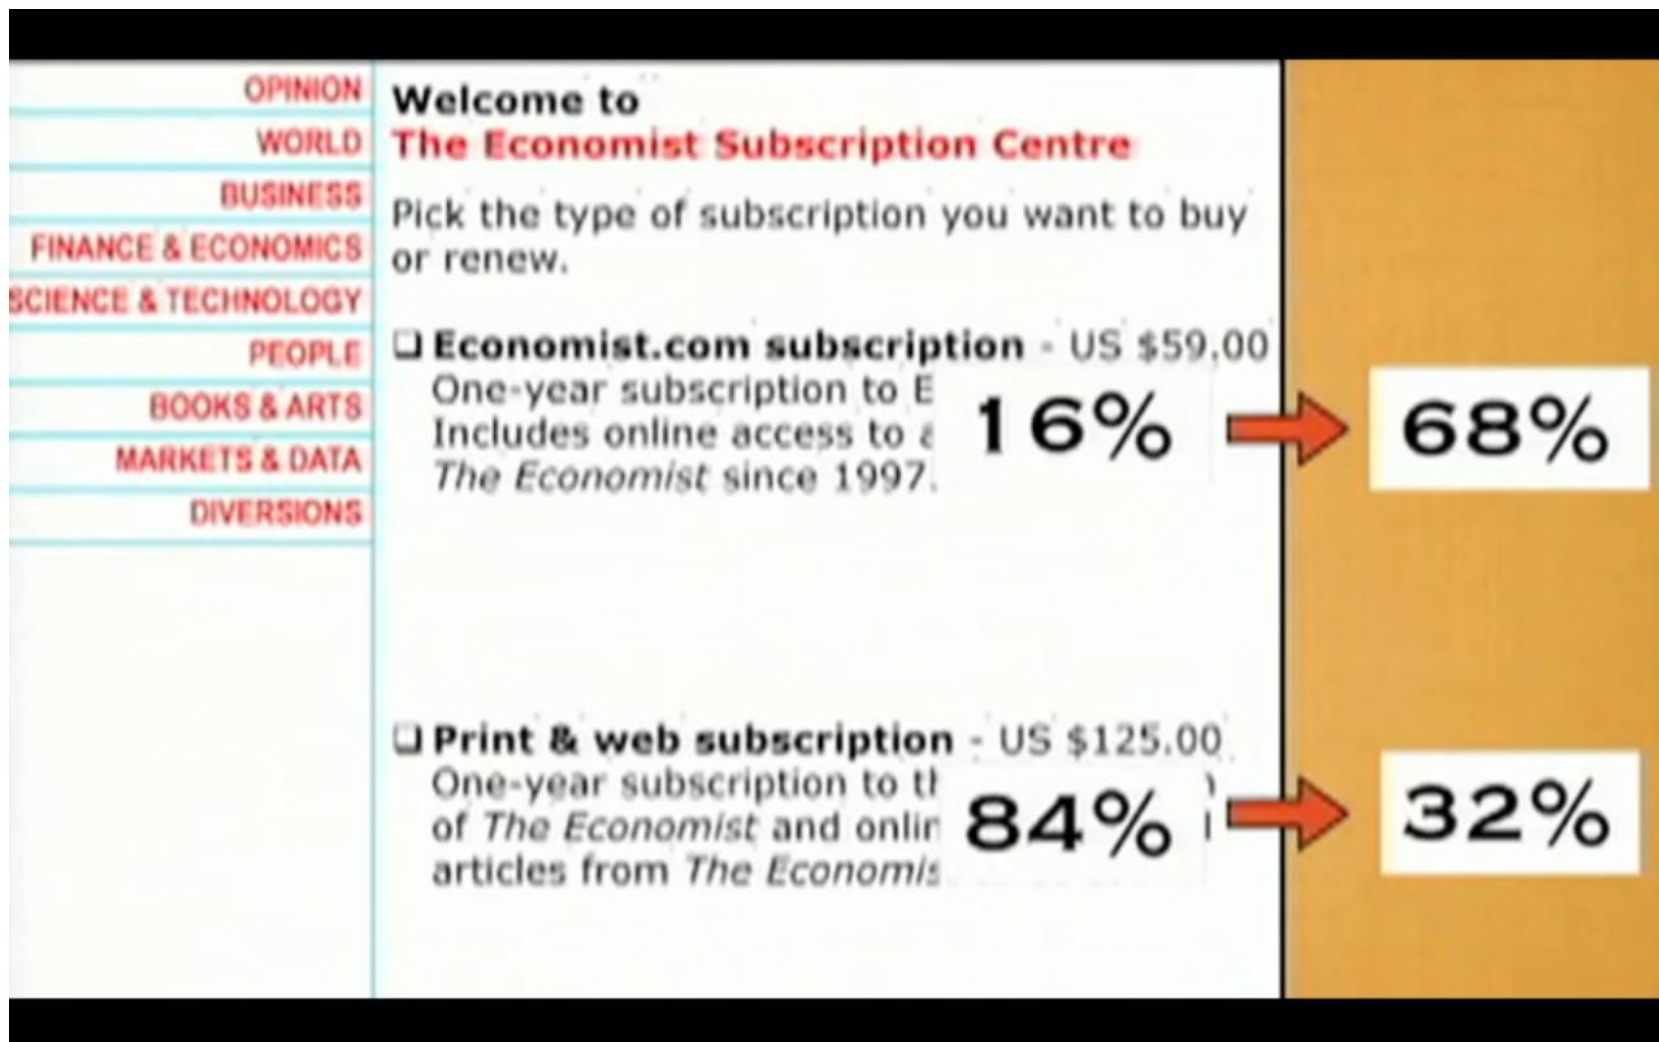 OPINION
WORLD
BUSINESS
FINANCE & ECONOMICS
SCIENCE & TECHNOLOGY
PEOPLE
BOOKS & ARTS
MARKETS & DATA
DIVERSIONS
Welcome to
The Economist Subscription Centre
Pick the type of subscription you want to buy
or renew.
Economist.com subscription - US $59.00
One-year subscription to
Includes online access to
The Economist since 1997.
16%
68%
Print & web subscription - US $125.00
One-year subscription to
of The Economist and
articles from The
84%
32%